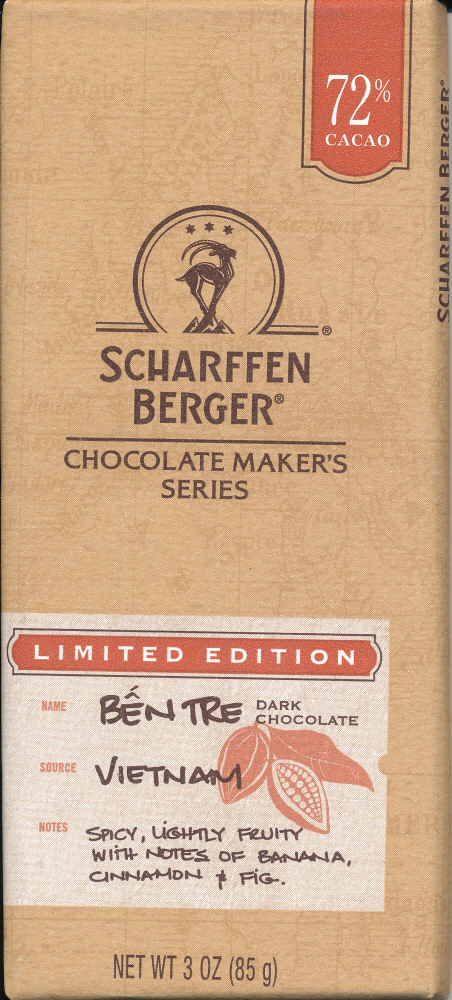 72%
CACAO
SCHARFFEN BERGER®
®
SCHARFFEN
BERGER®
CHOCOLATE MAKER'S
SERIES
LIMITED EDITION
NAME BẾN TRE DARK
CHOCOLATE
SOURCE VIETNAM
NOTES SPICY, LIGHTLY FRUITY
WITH NOTES OF BANANA,
CINNAMON & FIG.
NET WT 3 OZ (85 g)